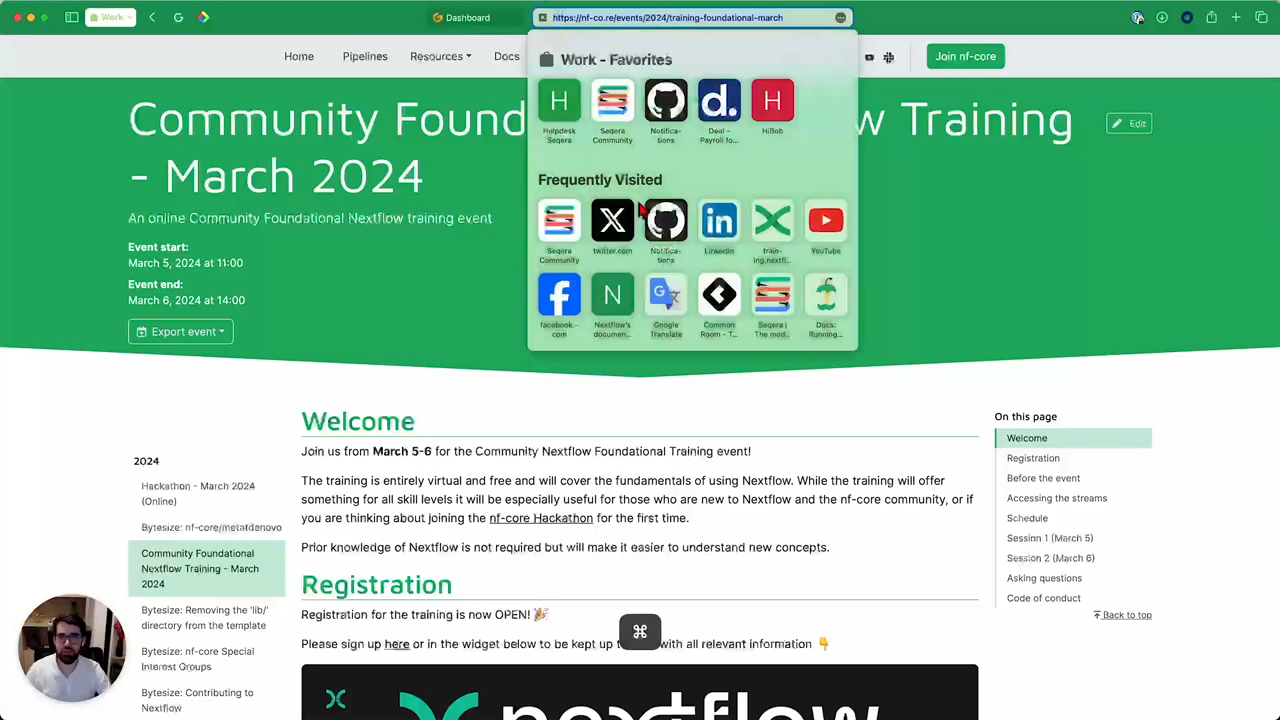 Work
Dashboard
https://nf-co.re/events/2024/training-foundational-march
Home
Pipelines
Resources
Docs
Join nf-core
Community Found
w Training
- March 2024
Edit
An online Community Foundational Nextflow training event
Event start:
March 5, 2024 at 11:00
Event end:
March 6, 2024 at 14:00
Export event
Work - Favorites
H
d.
H
Helpdesk
Seqera
Seqera
Community
Notifica-
tions
Deel -
Payroll fo...
HiBob
Frequently Visited
Seqera
Community
twitter.com
Notifica-
tions
LinkedIn
train-
ing.nextfl...
YouTube
N
facebook.-
com
Nextflow's
documen...
Google
Translate
Common
Room - T...
Seqera |
The mod...
Docs:
Running...
2024
Hackathon - March 2024
(Online)
Bytesize: nf-core/metatdenovo
Community Foundational
Nextflow Training - March
2024
Bytesize: Removing the 'lib/'
directory from the template
Bytesize: nf-core Special
Interest Groups
Bytesize: Contributing to
Nextflow
Welcome
Join us from March 5-6 for the Community Nextflow Foundational Training event!
The training is entirely virtual and free and will cover the fundamentals of using Nextflow. While the training will offer
something for all skill levels it will be especially useful for those who are new to Nextflow and the nf-core community, or if
you are thinking about joining the nf-core Hackathon for the first time.
Prior knowledge of Nextflow is not required but will make it easier to understand new concepts.
Registration
Registration for the training is now OPEN! 🎉
Please sign up here or in the widget below to be kept up with all relevant information 👇
⌘
nextflow
On this page
Welcome
Registration
Before the event
Accessing the streams
Schedule
Session 1 (March 5)
Session 2 (March 6)
Asking questions
Code of conduct
Back to top